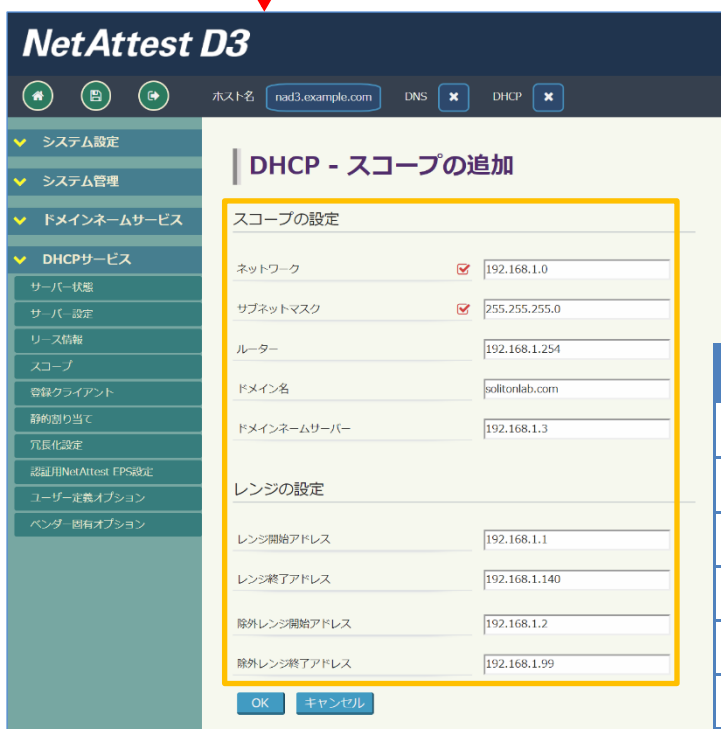 NetAttest D3
ホスト名 nad3.example.com DNS DHCP
システム設定
システム管理
ドメインネームサービス
DHCPサービス
サーバー状態
サーバー設定
リース情報
スコープ
登録クライアント
静的割り当て
冗長化設定
認証用NetAttest EPS設定
ユーザー定義オプション
ベンダー固有オプション
DHCP - スコープの追加
スコープの設定
ネットワーク 192.168.1.0
サブネットマスク 255.255.255.0
ルーター 192.168.1.254
ドメイン名 solitonlab.com
ドメインネームサーバー 192.168.1.3
レンジの設定
レンジ開始アドレス 192.168.1.1
レンジ終了アドレス 192.168.1.140
除外レンジ開始アドレス 192.168.1.2
除外レンジ終了アドレス 192.168.1.99
OK キャンセル